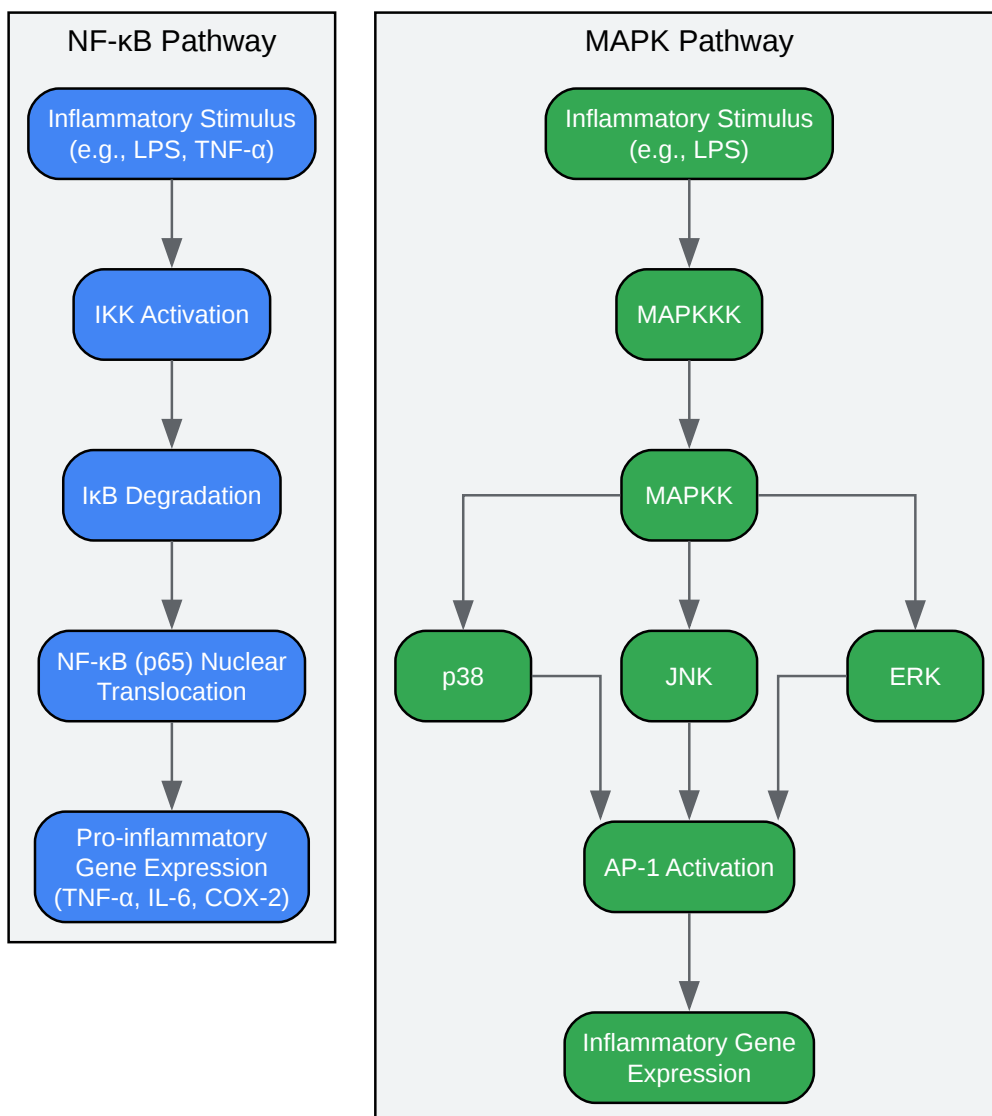 NF-κB Pathway
Inflammatory Stimulus
(e.g., LPS, TNF-α)
IKK Activation
IκB Degradation
NF-κB (p65) Nuclear
Translocation
Pro-inflammatory
Gene Expression
(TNF-α, IL-6, COX-2)
MAPK Pathway
Inflammatory Stimulus
(e.g., LPS)
MAPKKK
MAPKK
p38
JNK
ERK
AP-1 Activation
Inflammatory Gene
Expression